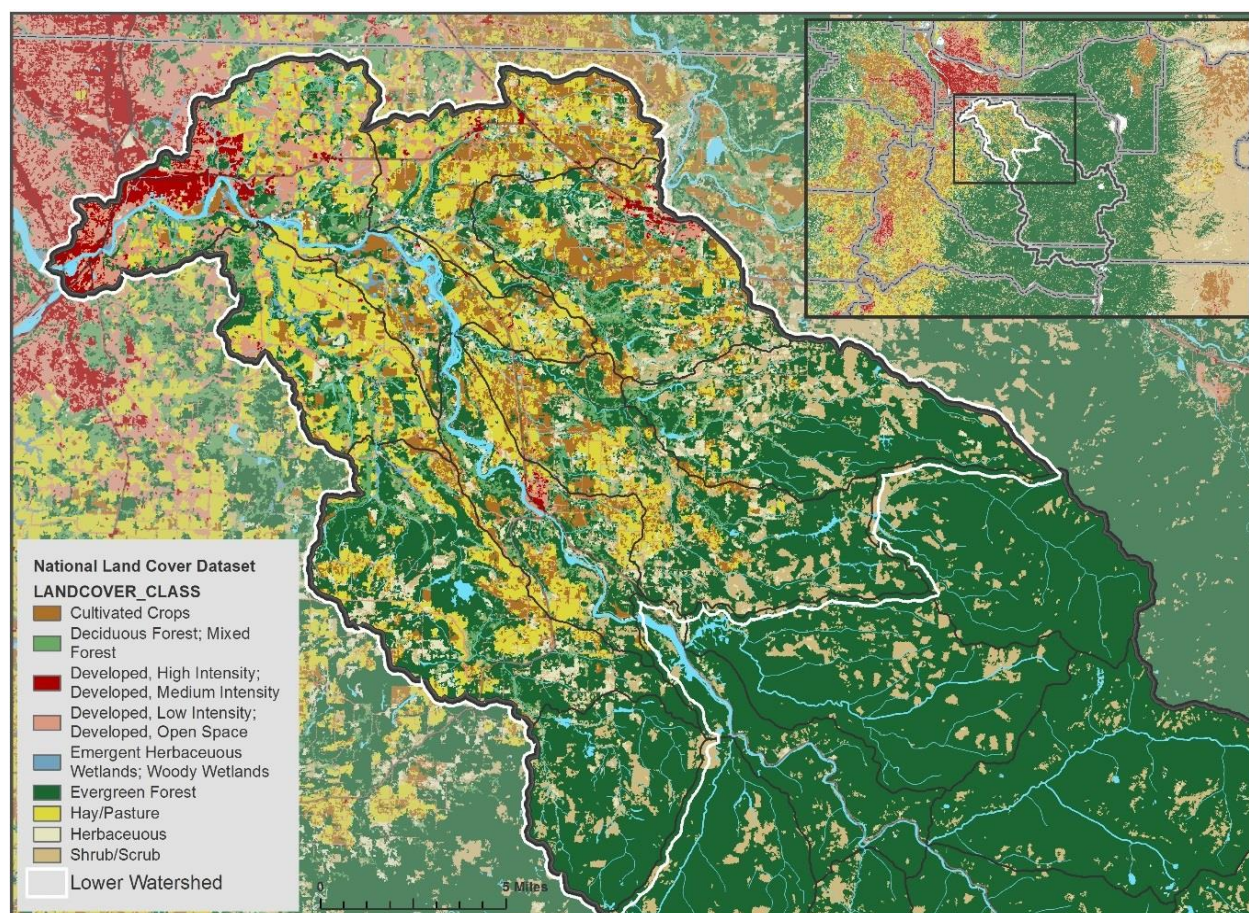 National Land Cover Dataset
LANDCOVER_CLASS
Cultivated Crops
Deciduous Forest; Mixed
Forest
Developed, High Intensity;
Developed, Medium Intensity
Developed, Low Intensity;
Developed, Open Space
Emergent Herbaceous
Wetlands; Woody Wetlands
Evergreen Forest
Hay/Pasture
Herbaceuous
Shrub/Scrub
Lower Watershed
0 5 Miles